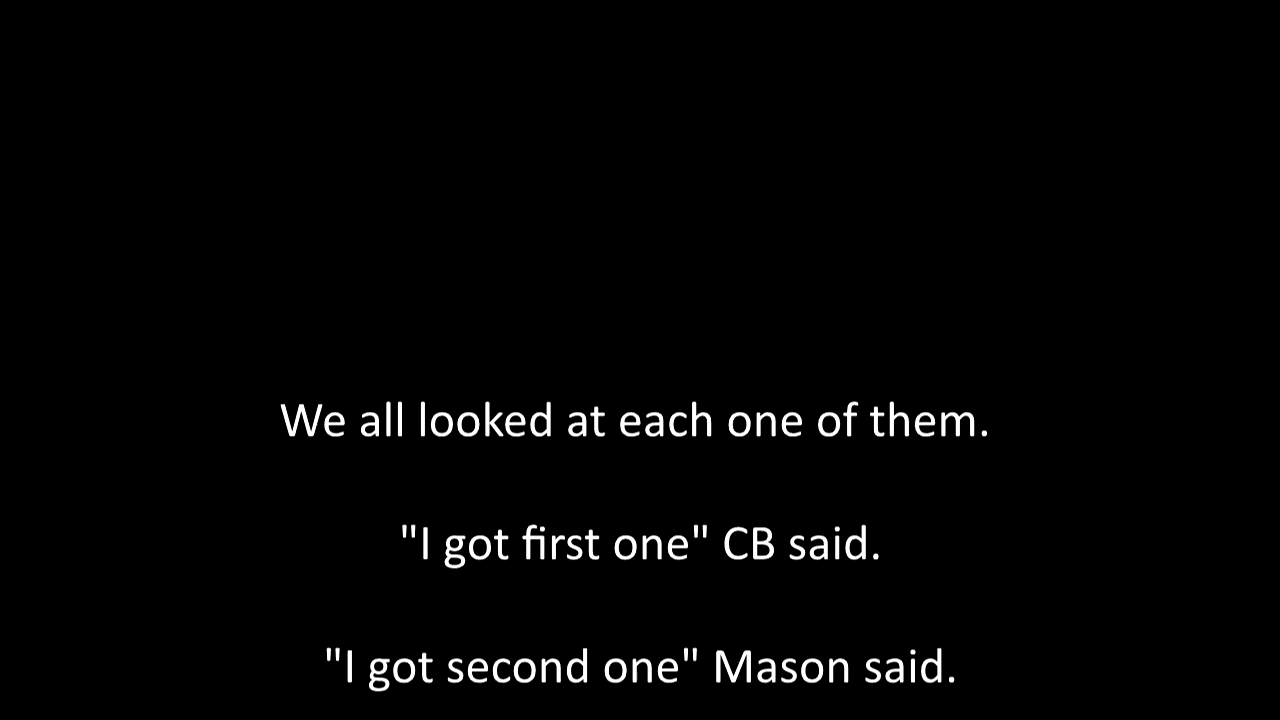 We all looked at each one of them.
"I got first one" CB said.
"I got second one" Mason said.